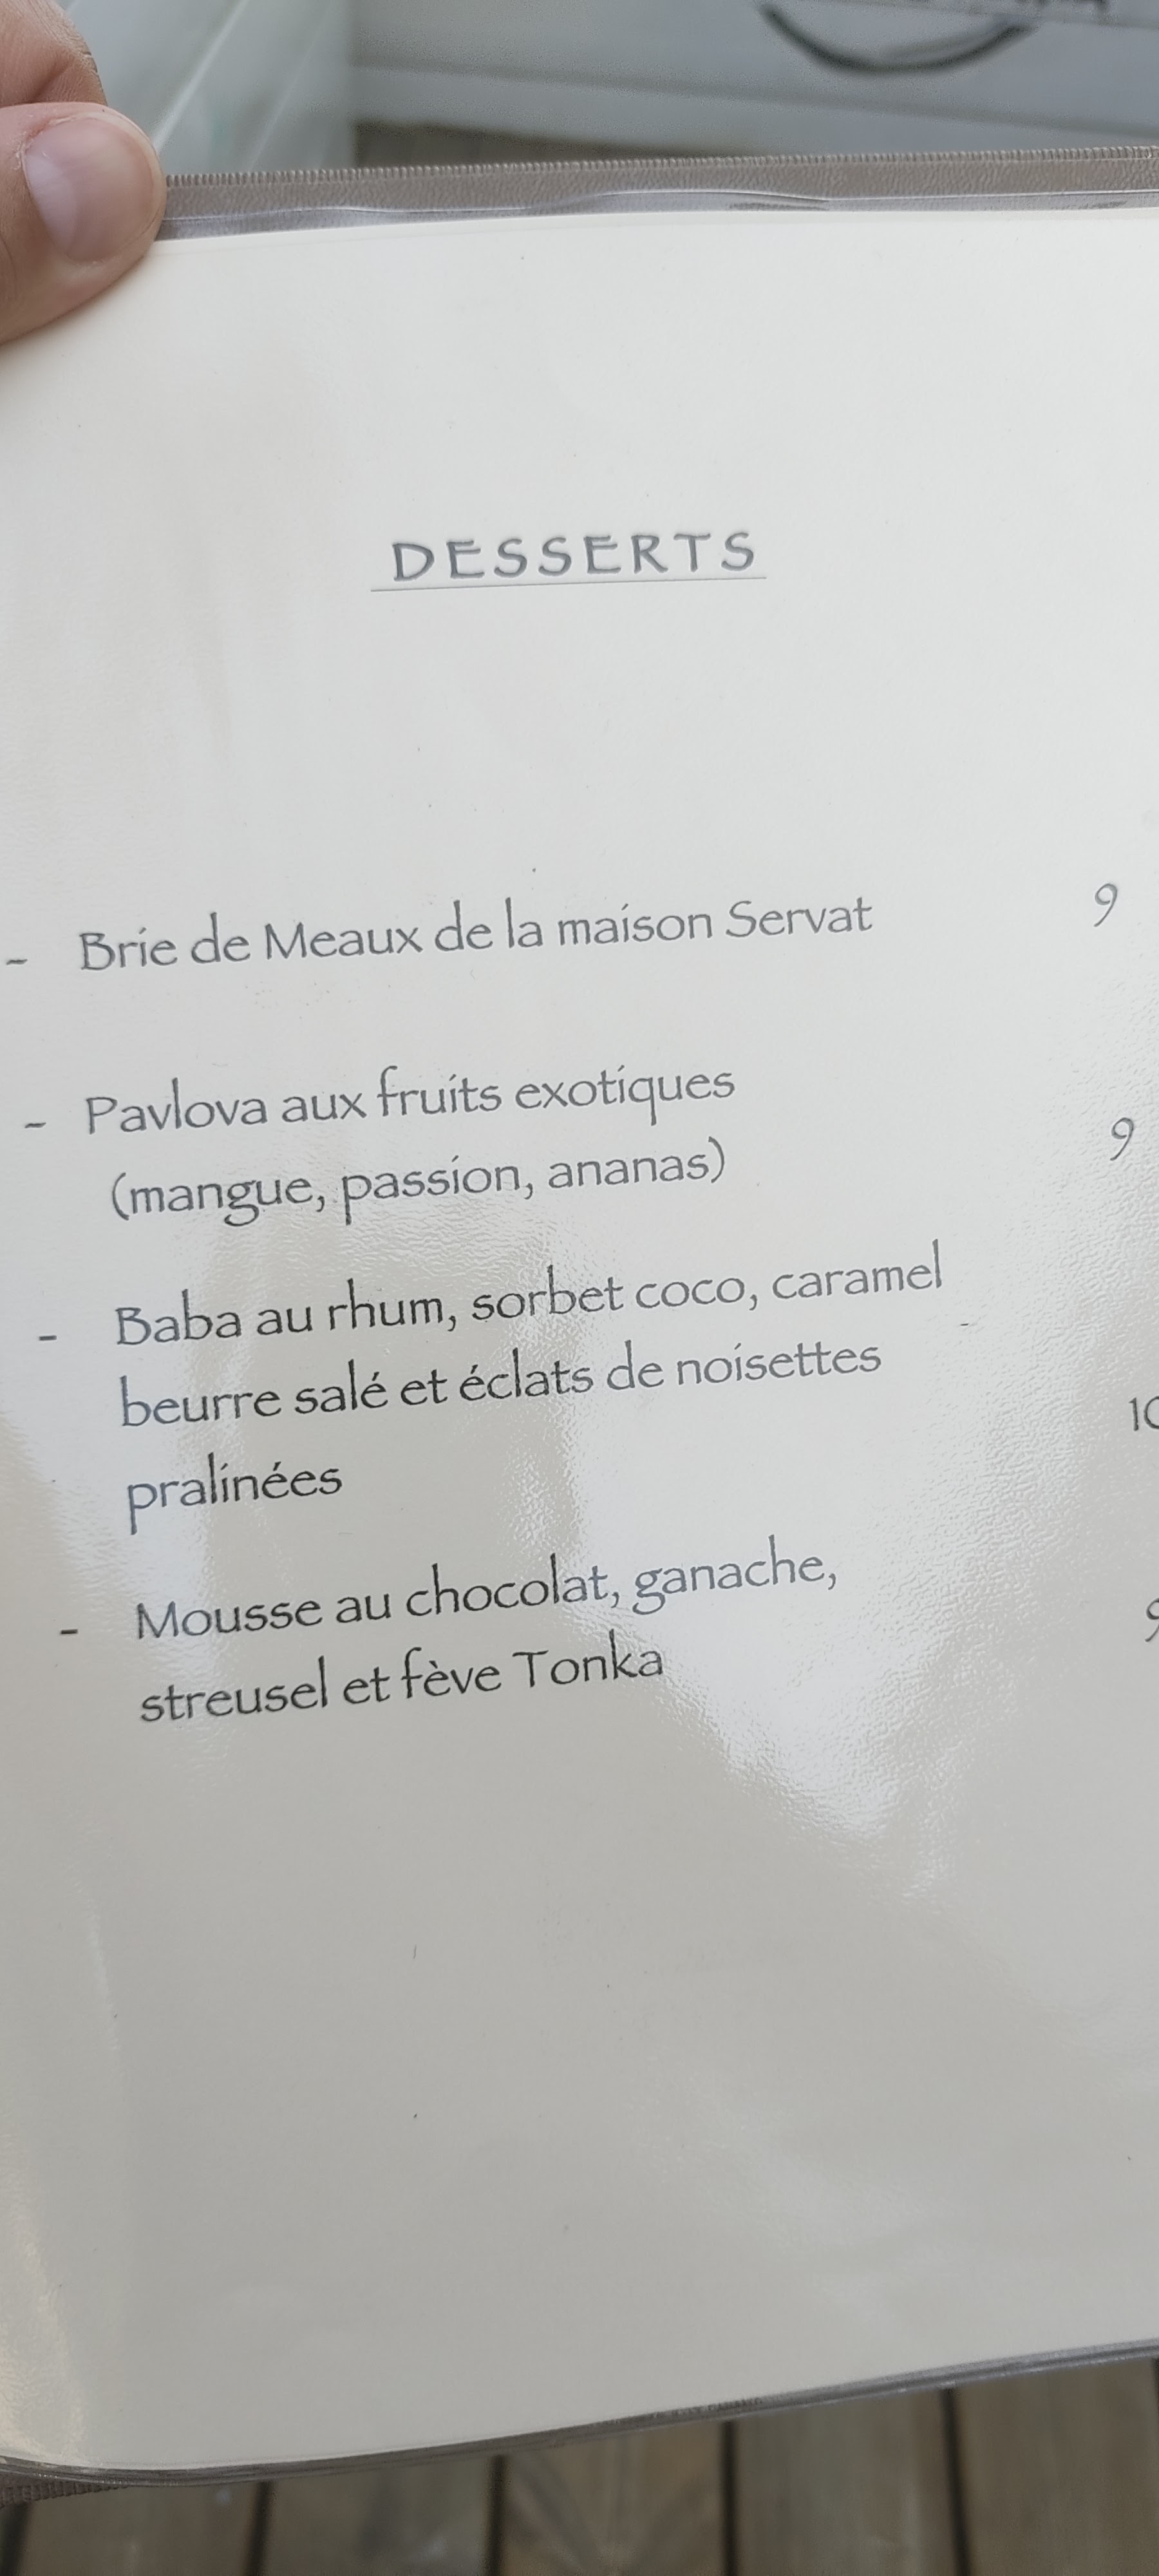 DESSERTS
- Brie de Meaux de la maison Servat 9
- Pavlova aux fruits exotiques
(mangue, passion, ananas) 9
- Baba au rhum, sorbet coco, caramel
beurre salé et éclats de noisettes
pralinées 10
- Mousse au chocolat, ganache,
streusel et fève Tonka 9